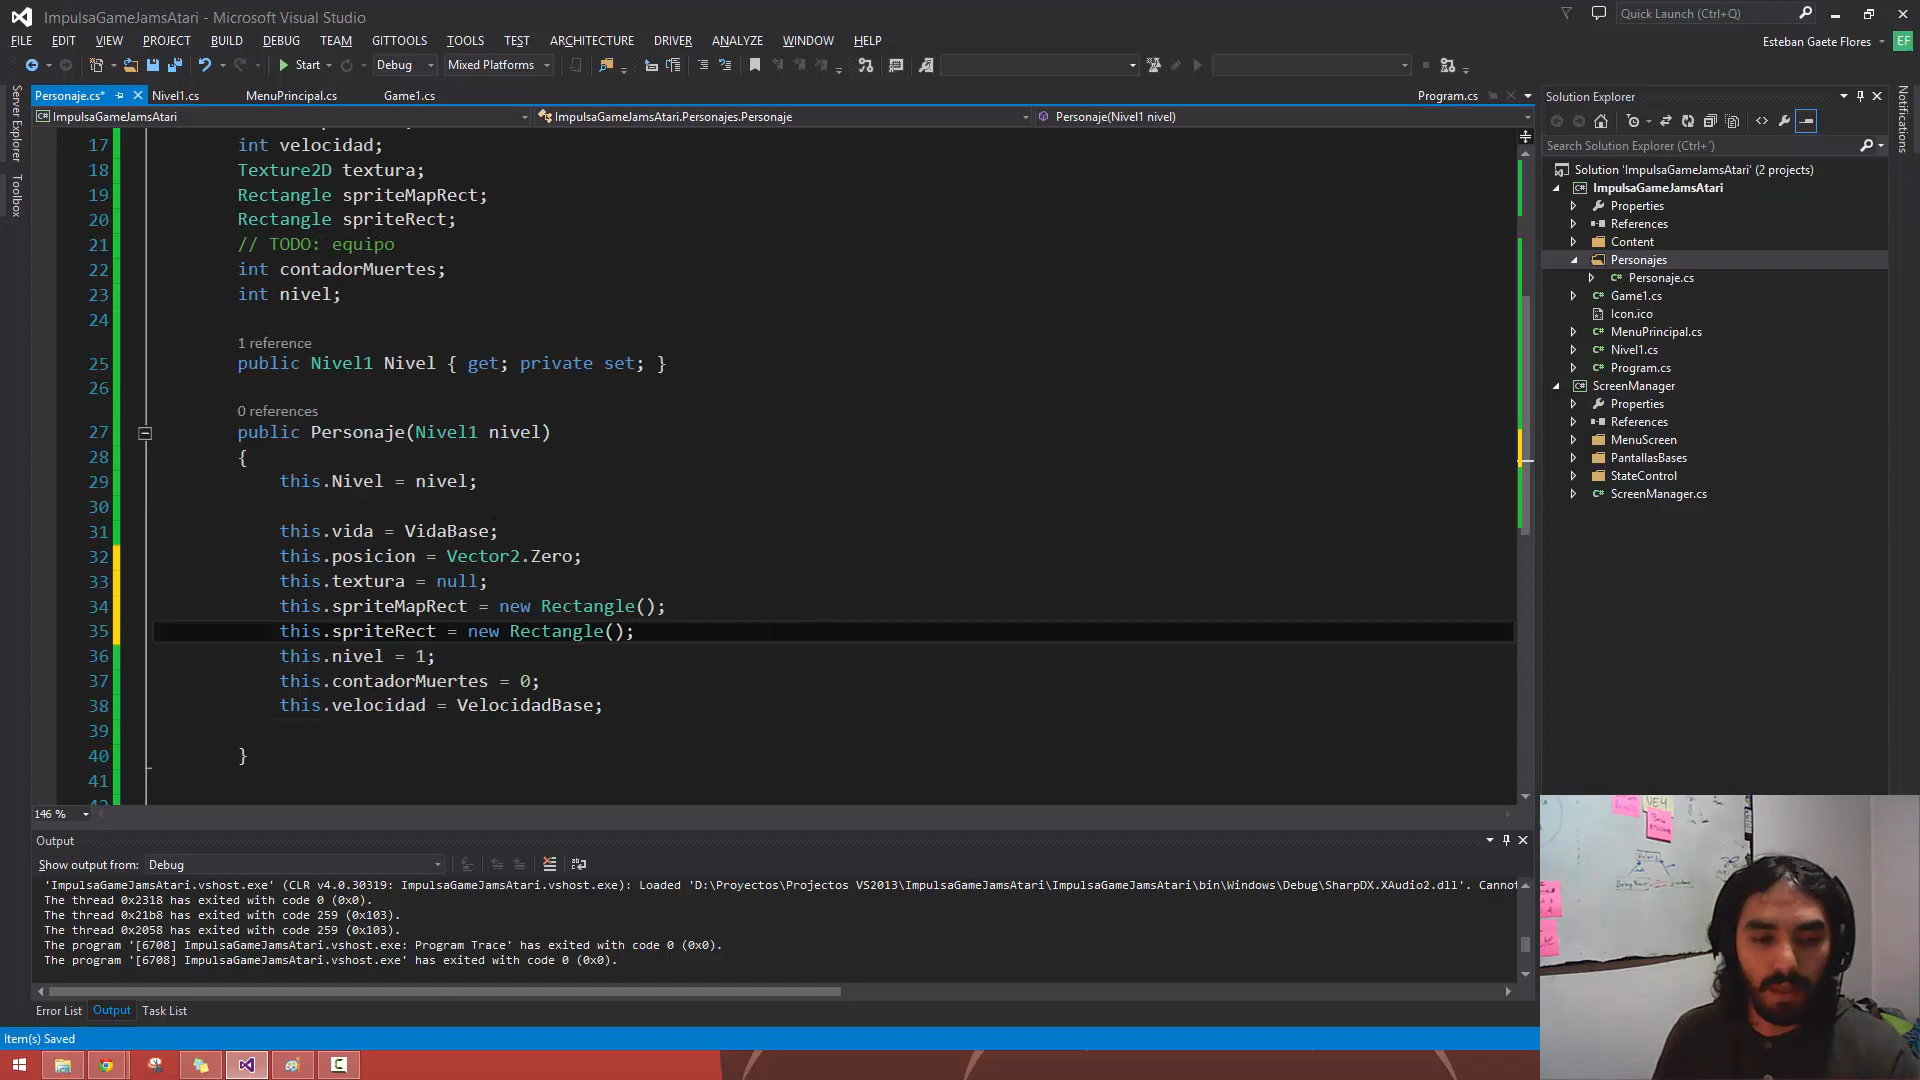 ImpulsaGameJamsAtari - Microsoft Visual Studio
Quick Launch (Ctrl+Q)
FILE EDIT VIEW PROJECT BUILD DEBUG TEAM GITTOOLS TOOLS TEST ARCHITECTURE DRIVER ANALYZE WINDOW HELP
Esteban Gaete Flores EF
Start Debug Mixed Platforms
Server Explorer
Toolbox
Notifications
Personaje.cs* Nivel1.cs MenuPrincipal.cs Game1.cs Program.cs
ImpulsaGameJamsAtari ImpulsaGameJamsAtari.Personajes.Personaje Personaje(Nivel1 nivel)
17 int velocidad;
18 Texture2D textura;
19 Rectangle spriteMapRect;
20 Rectangle spriteRect;
21 // TODO: equipo
22 int contadorMuertes;
23 int nivel;
24
1 reference
25 public Nivel1 Nivel { get; private set; }
26
0 references
27 public Personaje(Nivel1 nivel)
28 {
29 this.Nivel = nivel;
30
31 this.vida = VidaBase;
32 this.posicion = Vector2.Zero;
33 this.textura = null;
34 this.spriteMapRect = new Rectangle();
35 this.spriteRect = new Rectangle();
36 this.nivel = 1;
37 this.contadorMuertes = 0;
38 this.velocidad = VelocidadBase;
39
40 }
41
146 %
Solution Explorer
Search Solution Explorer (Ctrl+¨)
Solution 'ImpulsaGameJamsAtari' (2 projects)
ImpulsaGameJamsAtari
Properties
References
Content
Personajes
Personaje.cs
Game1.cs
Icon.ico
MenuPrincipal.cs
Nivel1.cs
Program.cs
ScreenManager
Properties
References
MenuScreen
PantallasBases
StateControl
ScreenManager.cs
Output
Show output from: Debug
'ImpulsaGameJamsAtari.vshost.exe' (CLR v4.0.30319: ImpulsaGameJamsAtari.vshost.exe): Loaded 'D:\Proyectos\Projectos VS2013\ImpulsaGameJamsAtari\ImpulsaGameJamsAtari\bin\Windows\Debug\SharpDX.XAudio2.dll'. Cannot
The thread 0x2318 has exited with code 0 (0x0).
The thread 0x21b8 has exited with code 259 (0x103).
The thread 0x2058 has exited with code 259 (0x103).
The program '[6708] ImpulsaGameJamsAtari.vshost.exe: Program Trace' has exited with code 0 (0x0).
The program '[6708] ImpulsaGameJamsAtari.vshost.exe' has exited with code 0 (0x0).
Error List Output Task List
Item(s) Saved